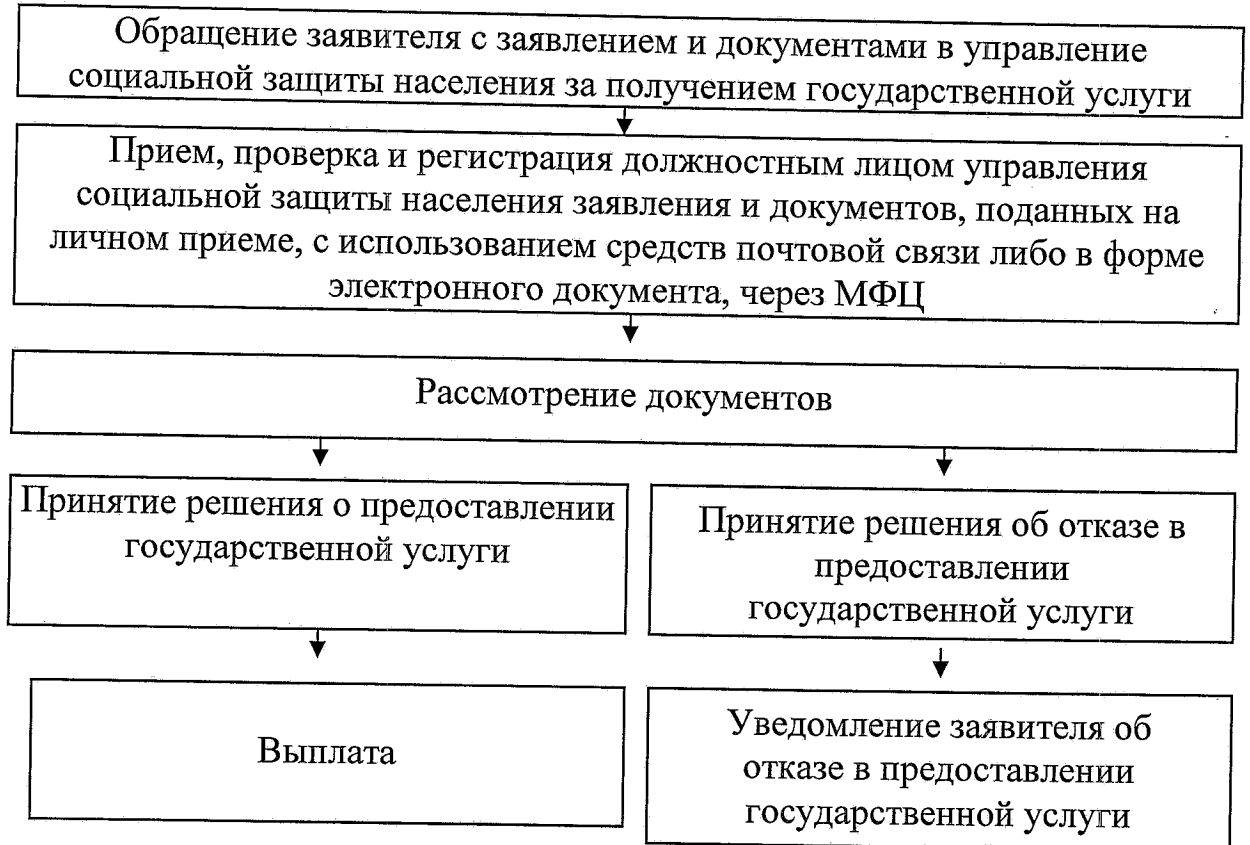 Обращение заявителя с заявлением и документами в управление
социальной защиты населения за получением государственной услуги
Прием, проверка и регистрация должностным лицом управления
социальной защиты населения заявления и документов, поданных на
личном приеме, с использованием средств почтовой связи либо в форме
электронного документа, через МФЦ
Рассмотрение документов
Принятие решения о предоставлении
государственной услуги
Принятие решения об отказе в
предоставлении
государственной услуги
Выплата
Уведомление заявителя об
отказе в предоставлении
государственной услуги